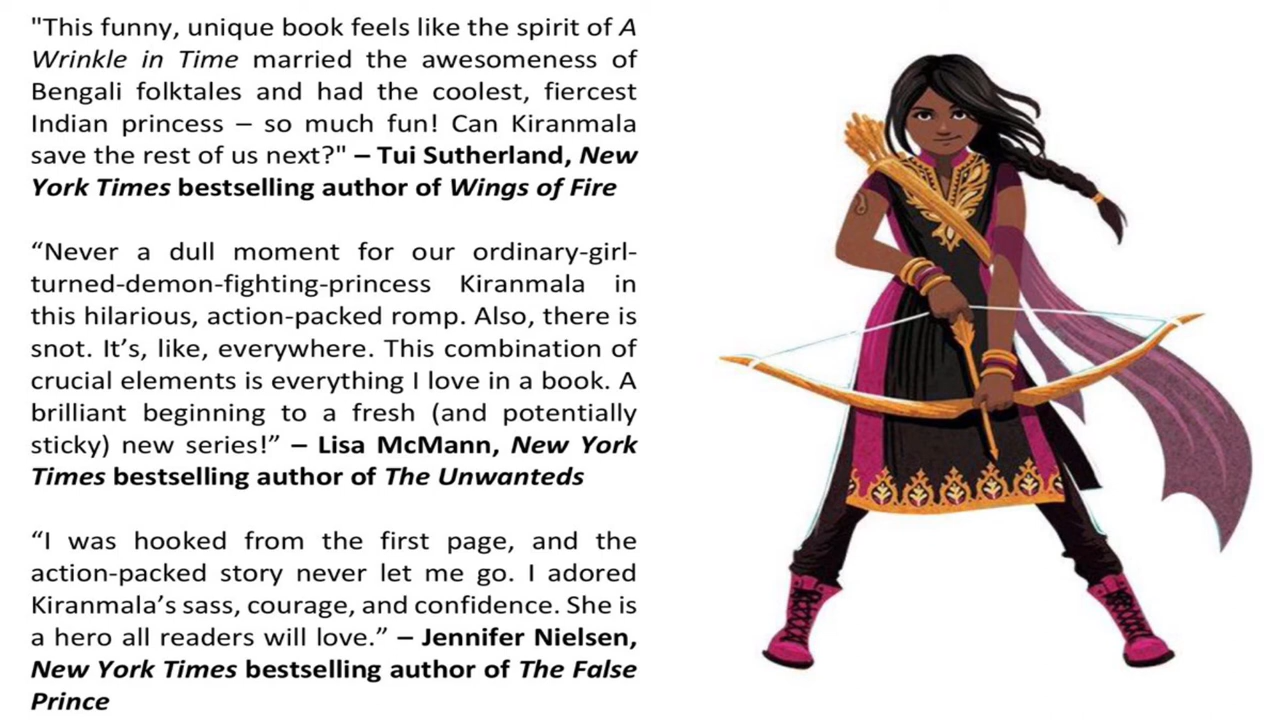 "This funny, unique book feels like the spirit of A
Wrinkle in Time married the awesomeness of
Bengali folktales and had the coolest, fiercest
Indian princess – so much fun! Can Kiranmala
save the rest of us next?" – Tui Sutherland, New
York Times bestselling author of Wings of Fire
“Never a dull moment for our ordinary-girl-
turned-demon-fighting-princess Kiranmala in
this hilarious, action-packed romp. Also, there is
snot. It’s, like, everywhere. This combination of
crucial elements is everything I love in a book. A
brilliant beginning to a fresh (and potentially
sticky) new series!” – Lisa McMann, New York
Times bestselling author of The Unwanteds
“I was hooked from the first page, and the
action-packed story never let me go. I adored
Kiranmala’s sass, courage, and confidence. She is
a hero all readers will love.” – Jennifer Nielsen,
New York Times bestselling author of The False
Prince